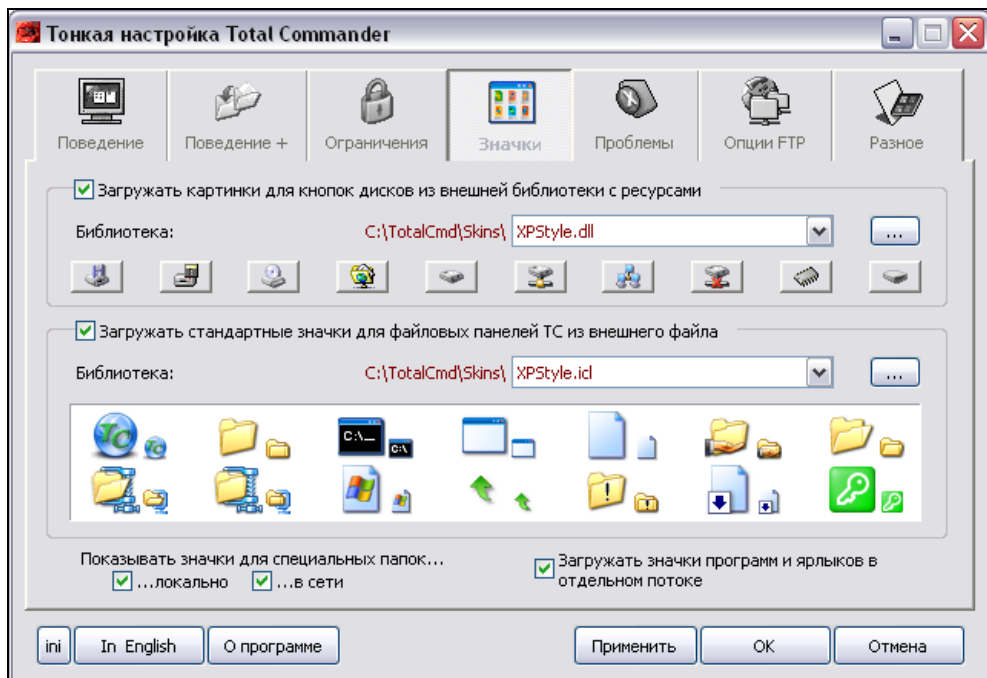 Тонкая настройка Total Commander
Поведение
Поведение +
Ограничения
Значки
Проблемы
Опции FTP
Разное
Загружать картинки для кнопок дисков из внешней библиотеки с ресурсами
Библиотека: C:\TotalCmd\Skins\ XPStyle.dll ...
Загружать стандартные значки для файловых панелей TC из внешнего файла
Библиотека: C:\TotalCmd\Skins\ XPStyle.icl ...
TC TC C:\_ C:\
Показывать значки для специальных папок...
...локально ...в сети
Загружать значки программ и ярлыков в
отдельном потоке
ini In English О программе Применить OK Отмена